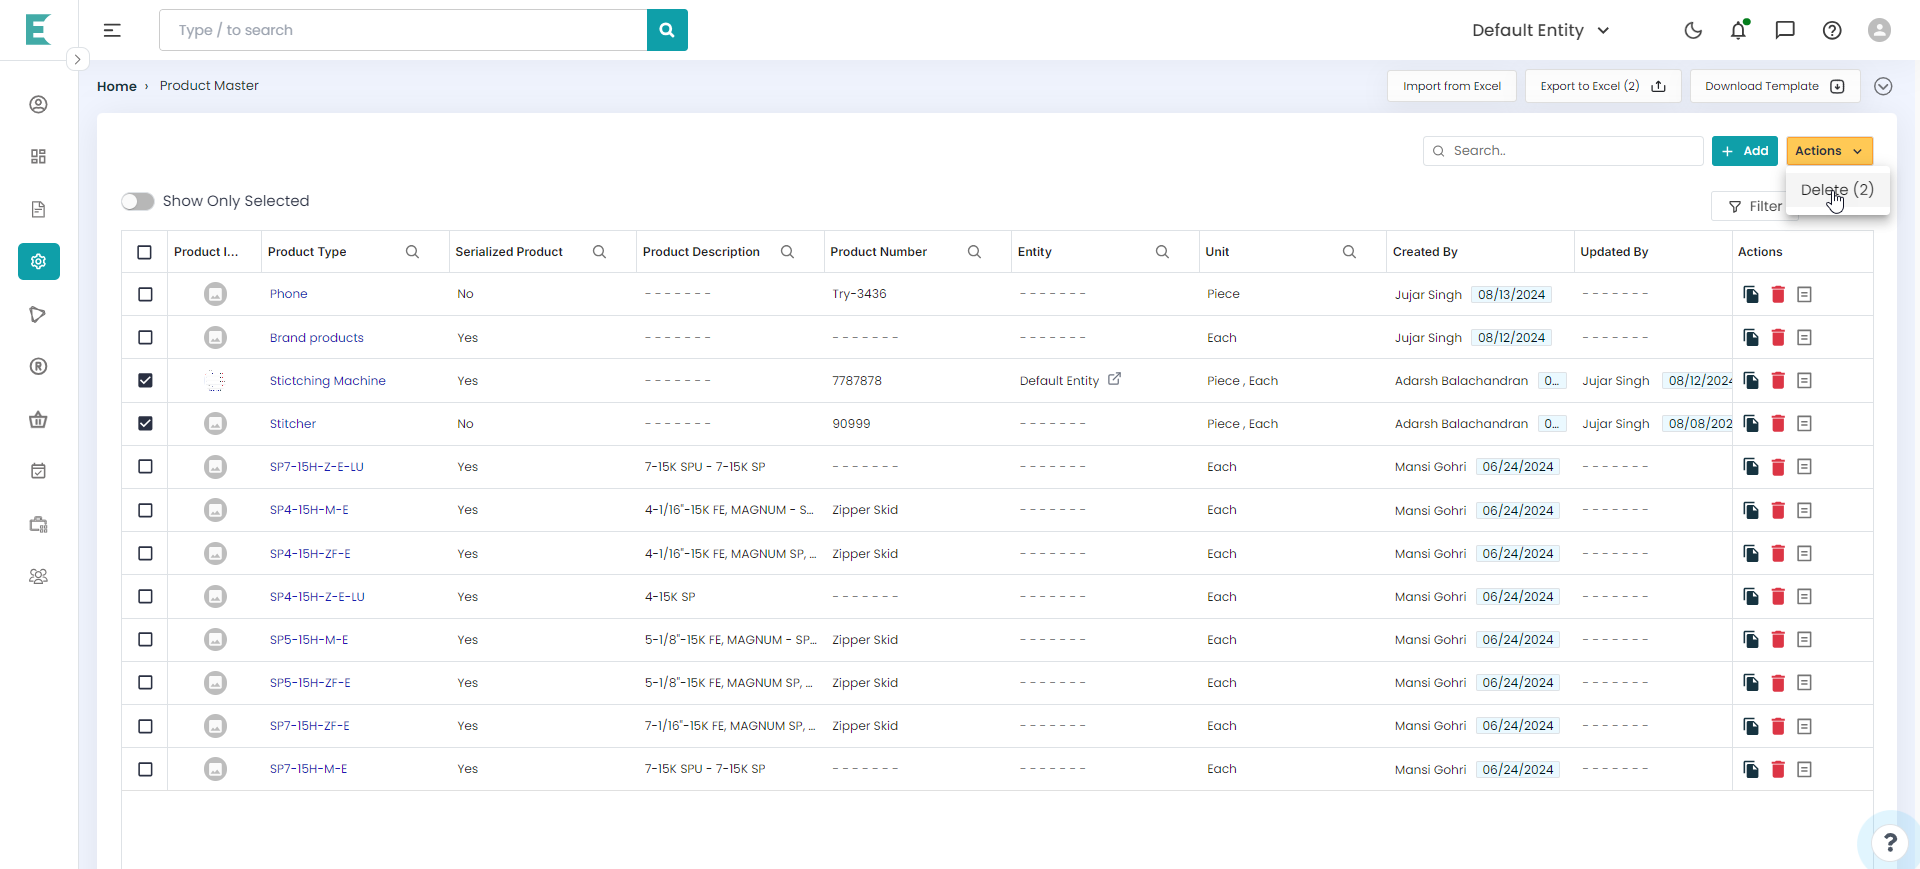 E
Type / to search
Default Entity
Home › Product Master
Import from Excel
Export to Excel (2)
Download Template
Search..
+ Add
Actions
Delete (2)
Show Only Selected
Filter
Product I... Product Type Serialized Product Product Description Product Number Entity Unit Created By Updated By Actions
Phone No ------- Try-3436 ------- Piece Jujar Singh 08/13/2024 -------
Brand products Yes ------- ------- ------- Each Jujar Singh 08/12/2024 -------
Stictching Machine Yes ------- 7787878 Default Entity Piece , Each Adarsh Balachandran 0... Jujar Singh 08/12/2024
Stitcher No ------- 90999 ------- Piece , Each Adarsh Balachandran 0... Jujar Singh 08/08/202
SP7-15H-Z-E-LU Yes 7-15K SPU - 7-15K SP ------- ------- Each Mansi Gohri 06/24/2024 -------
SP4-15H-M-E Yes 4-1/16"-15K FE, MAGNUM - S... Zipper Skid ------- Each Mansi Gohri 06/24/2024 -------
SP4-15H-ZF-E Yes 4-1/16"-15K FE, MAGNUM SP, ... Zipper Skid ------- Each Mansi Gohri 06/24/2024 -------
SP4-15H-Z-E-LU Yes 4-15K SP ------- ------- Each Mansi Gohri 06/24/2024 -------
SP5-15H-M-E Yes 5-1/8"-15K FE, MAGNUM - SP... Zipper Skid ------- Each Mansi Gohri 06/24/2024 -------
SP5-15H-ZF-E Yes 5-1/8"-15K FE, MAGNUM SP, ... Zipper Skid ------- Each Mansi Gohri 06/24/2024 -------
SP7-15H-ZF-E Yes 7-1/16"-15K FE, MAGNUM SP, ... Zipper Skid ------- Each Mansi Gohri 06/24/2024 -------
SP7-15H-M-E Yes 7-15K SPU - 7-15K SP ------- ------- Each Mansi Gohri 06/24/2024 -------
?